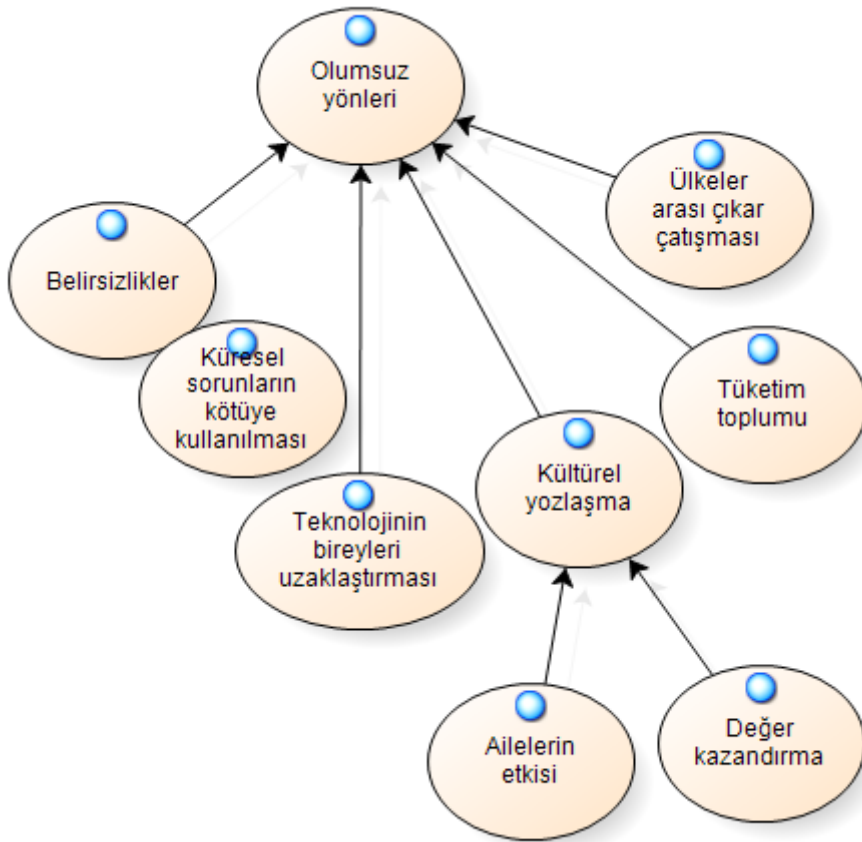 Olumsuz
yönleri
Ülkeler
arası çıkar
çatışması
Belirsizlikler
Küresel
sorunların
kötüye
kullanılması
Tüketim
toplumu
Kültürel
yozlaşma
Teknolojinin
bireyleri
uzaklaştırması
Ailelerin
etkisi
Değer
kazandırma